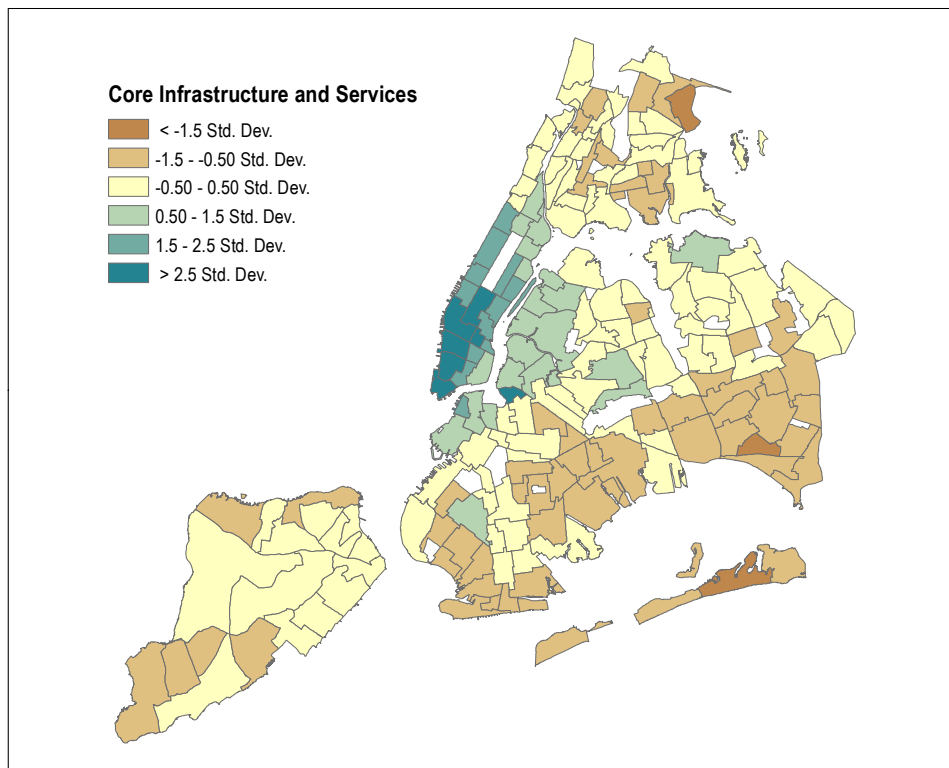 Core Infrastructure and Services
< -1.5 Std. Dev.
-1.5 - -0.50 Std. Dev.
-0.50 - 0.50 Std. Dev.
0.50 - 1.5 Std. Dev.
1.5 - 2.5 Std. Dev.
> 2.5 Std. Dev.